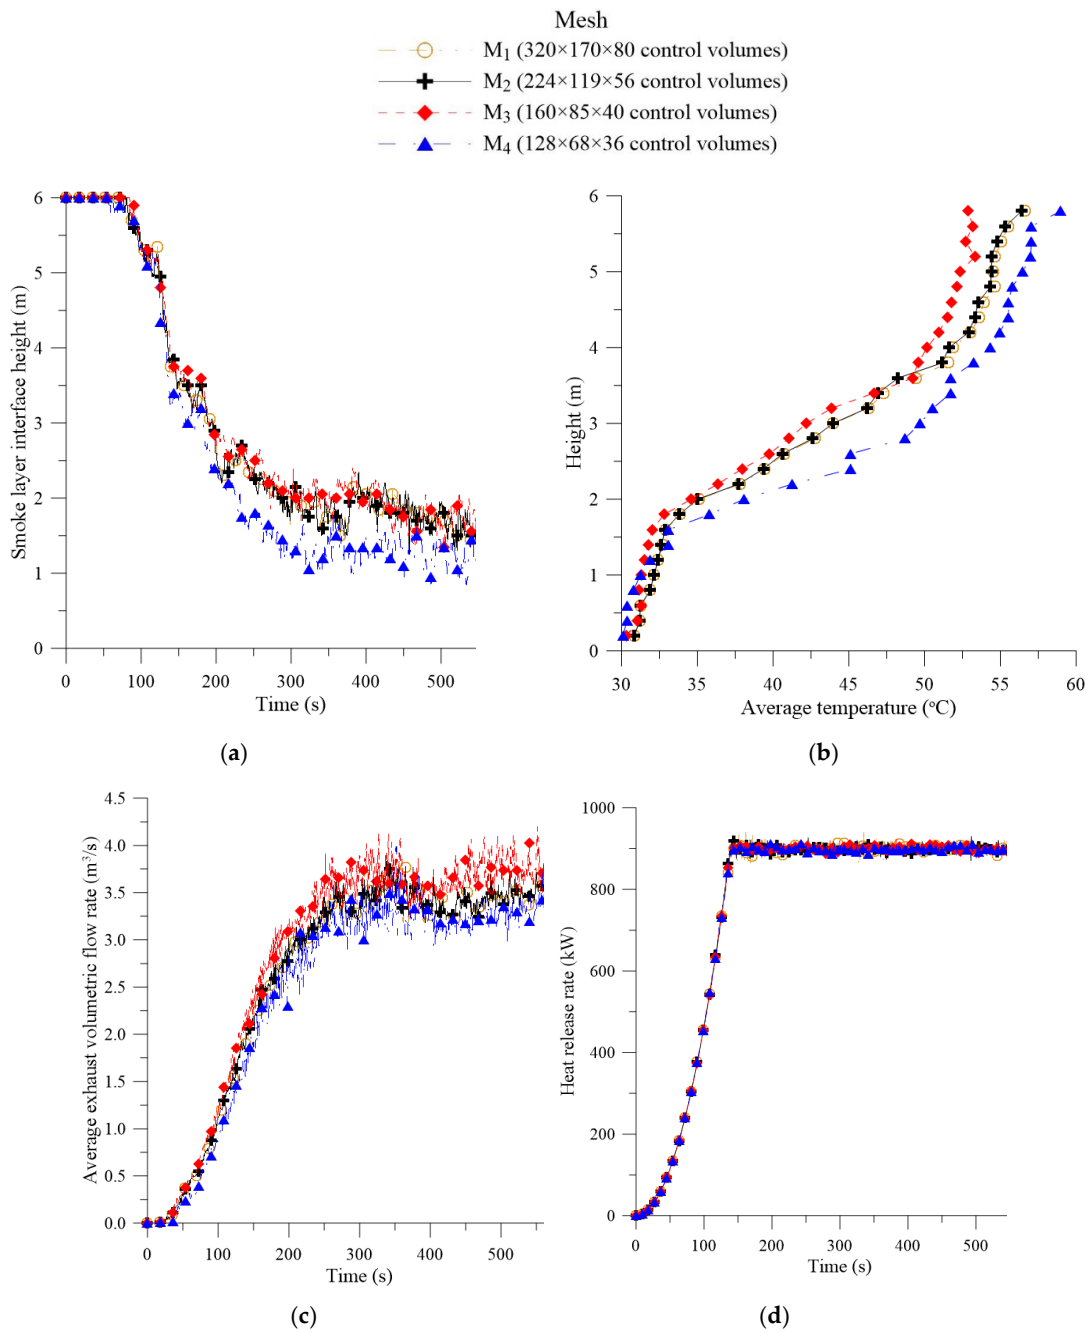 Mesh
M1 (320×170×80 control volumes)
M2 (224×119×56 control volumes)
M3 (160×85×40 control volumes)
M4 (128×68×36 control volumes)
Smoke layer interface height (m)
6
5
4
3
2
1
0
0 100 200 300 400 500
Time (s)
(a)
Height (m)
6
5
4
3
2
1
0
30 35 40 45 50 55 60
Average temperature (°C)
(b)
Average exhaust volumetric flow rate (m³/s)
4.5
4.0
3.5
3.0
2.5
2.0
1.5
1.0
0.5
0.0
0 100 200 300 400 500
Time (s)
(c)
Heat release rate (kW)
1000
800
600
400
200
0
0 100 200 300 400 500
Time (s)
(d)